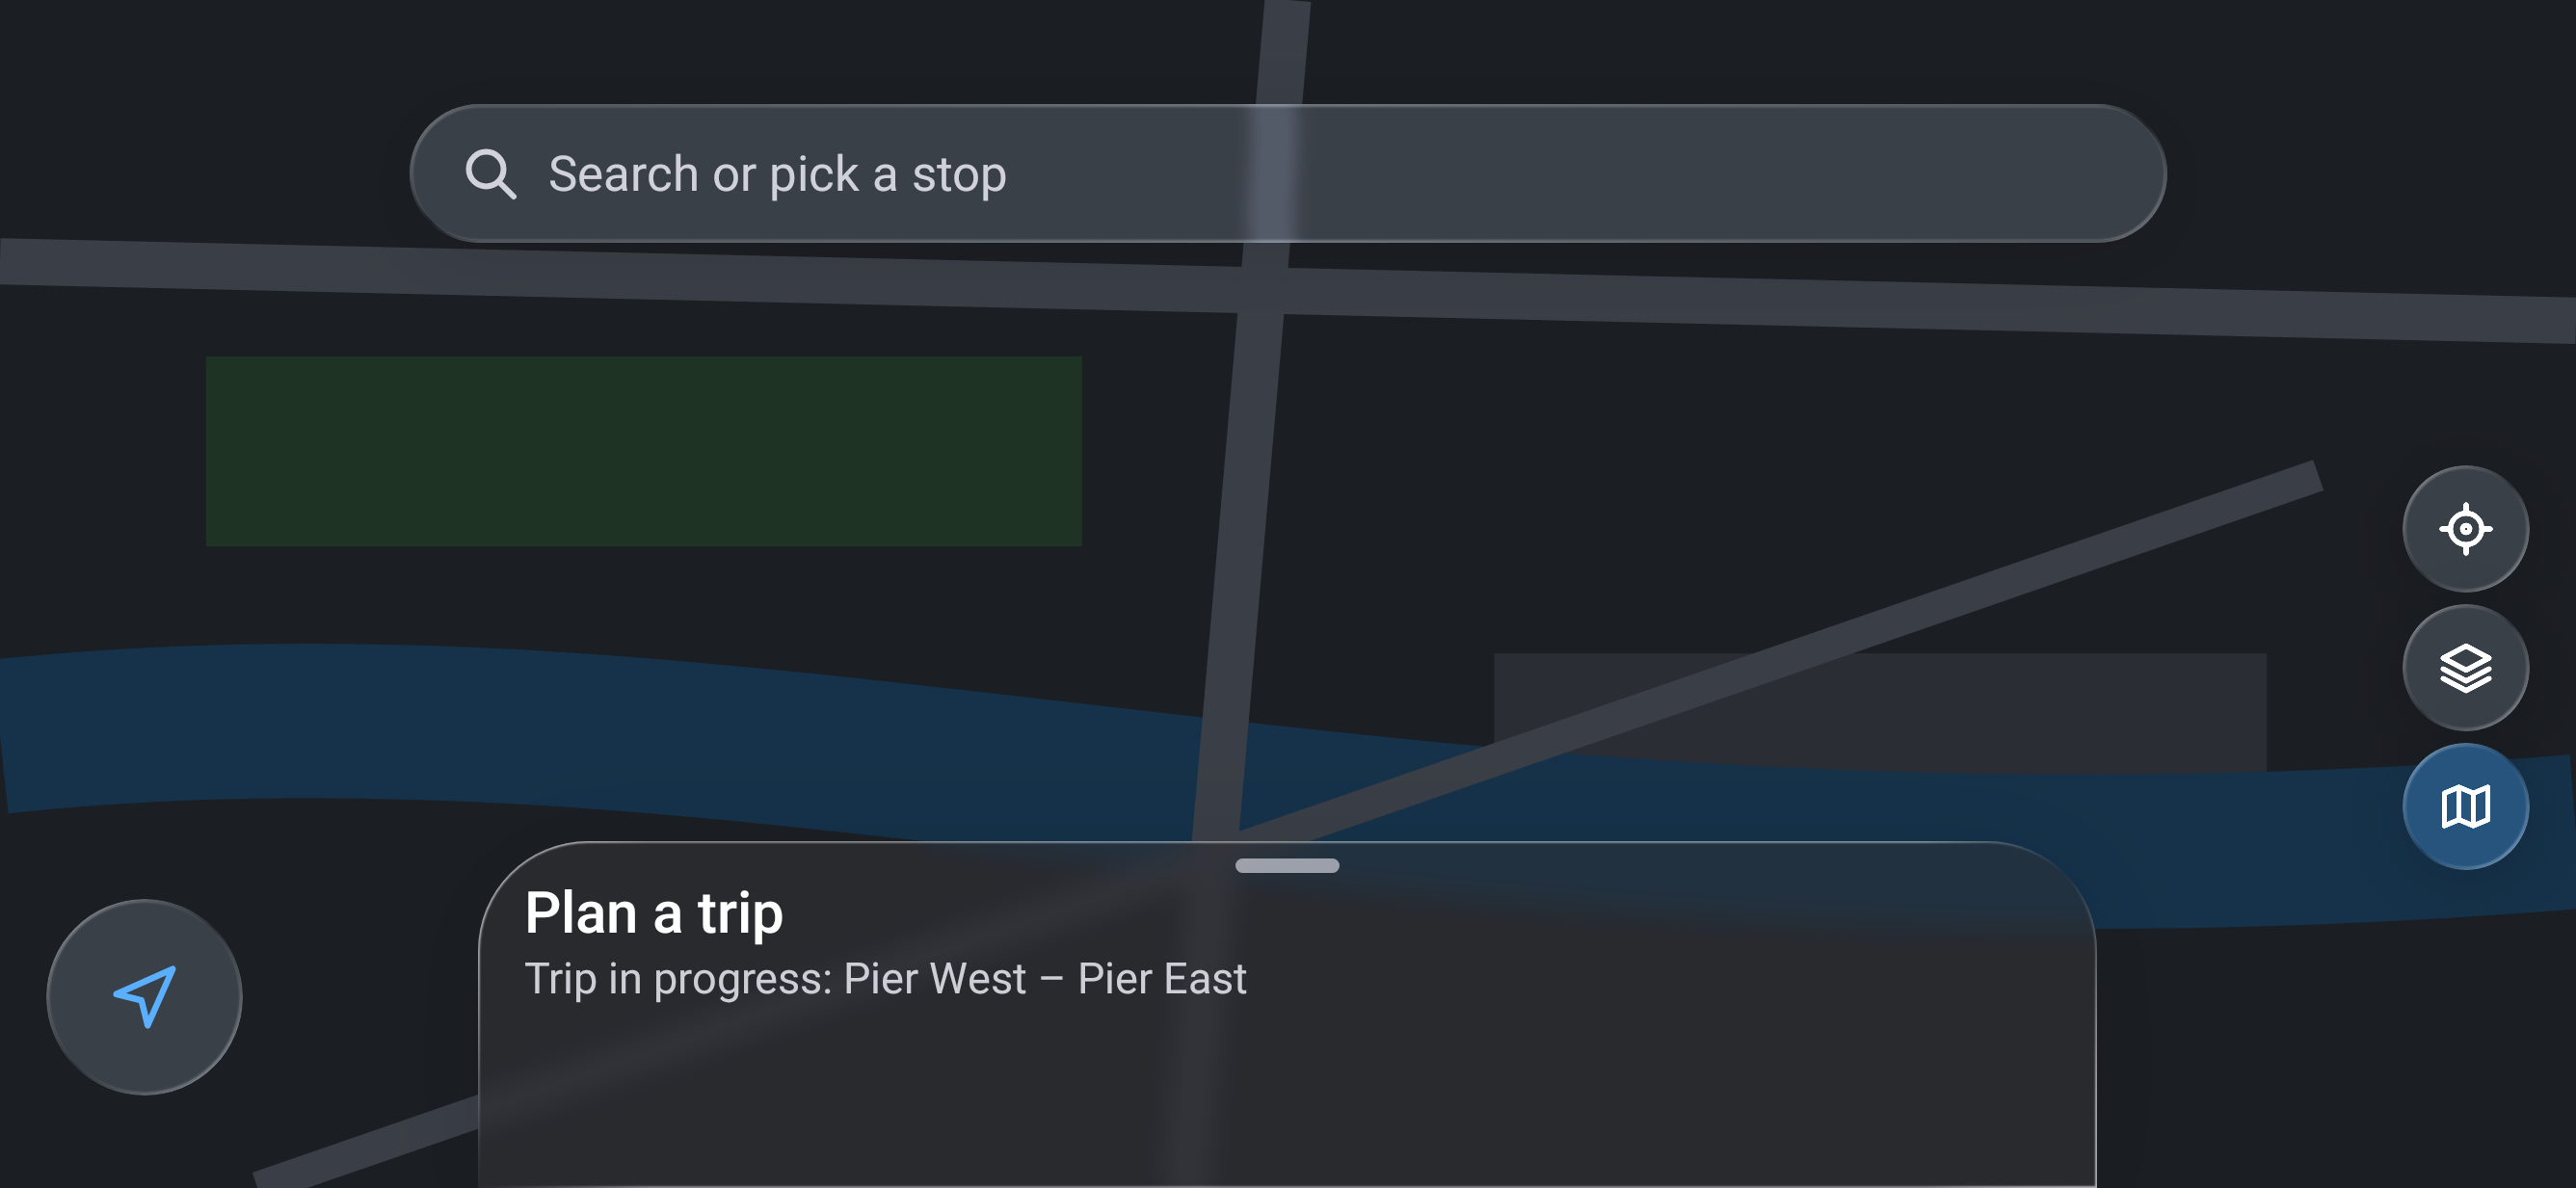 Search or pick a stop
Plan a trip
Trip in progress: Pier West – Pier East